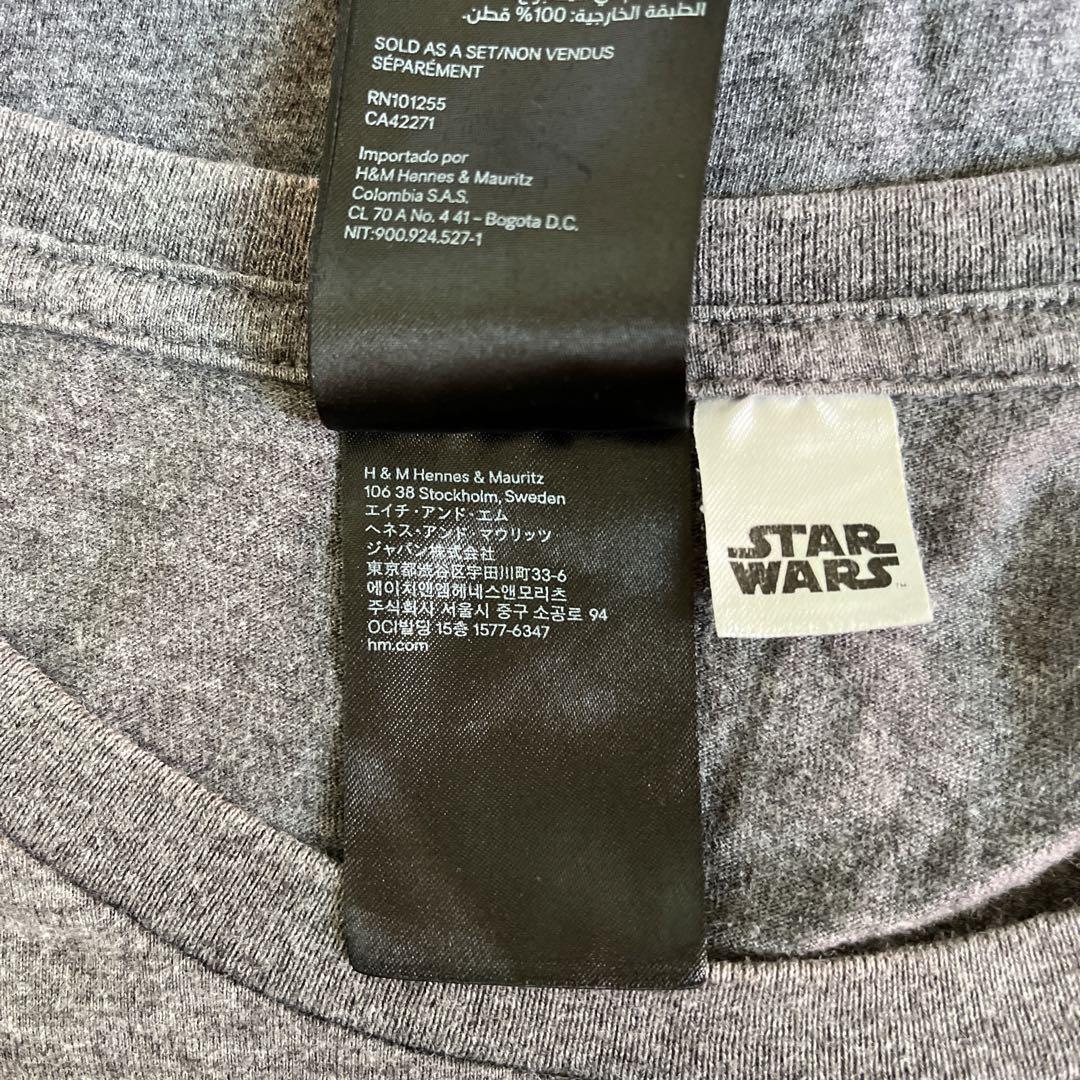 الطبقة الخارجية: 100% قطن.
SOLD AS A SET/NON VENDUS
SÉPARÉMENT
RN101255
CA42271
Importado por
H&M Hennes & Mauritz
Colombia S.A.S.
CL 70 A No. 4 41 – Bogota D.C.
NIT:900.924.527-1
H & M Hennes & Mauritz
106 38 Stockholm, Sweden
エイチ・アンド・エム
ヘネス・アンド・マウリッツ
ジャパン株式会社
東京都渋谷区宇田川町33-6
에이치앤엠헤네스앤모리츠
주식회사 서울시 중구 소공로 94
OCI빌딩 15층 1577-6347
hm.com
STAR
WARS™